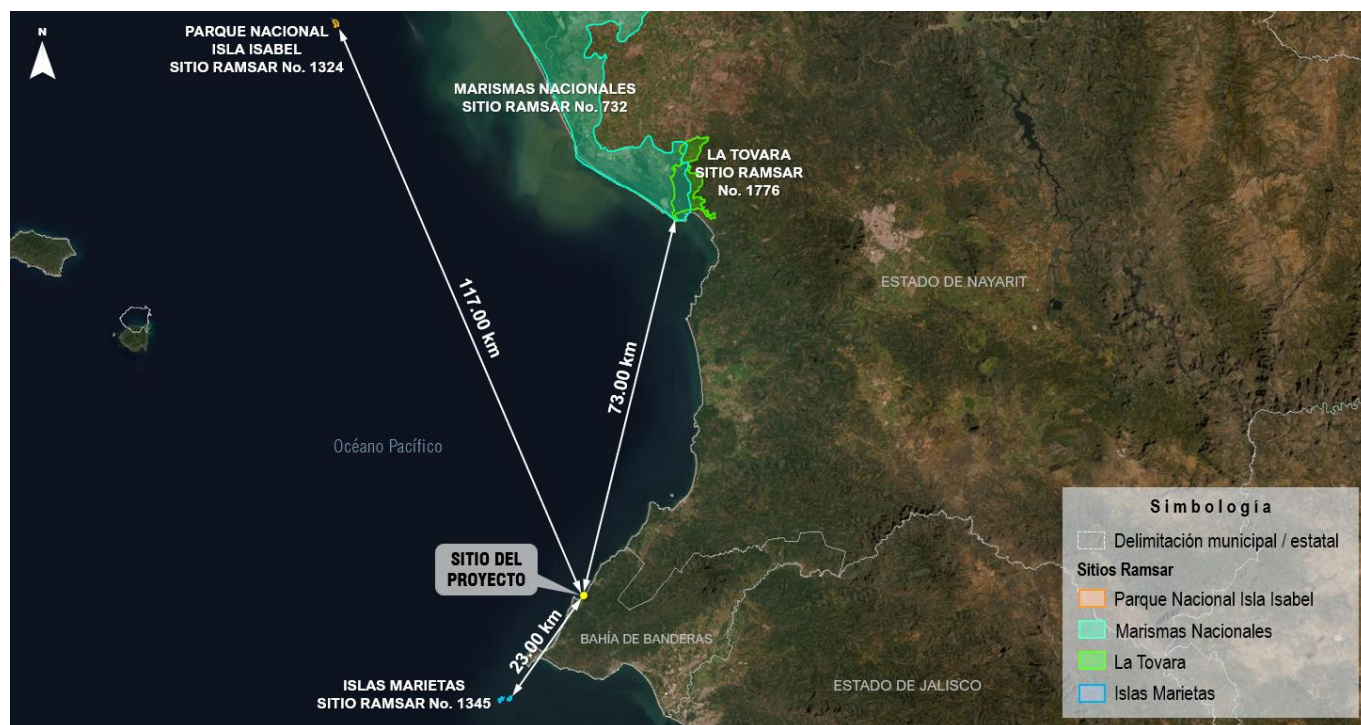 N
PARQUE NACIONAL
ISLA ISABEL
SITIO RAMSAR No. 1324
MARISMAS NACIONALES
SITIO RAMSAR No. 732
LA TOVARA
SITIO RAMSAR
No. 1776
ESTADO DE NAYARIT
117.00 km
73.00 km
Océano Pacífico
SITIO DEL
PROYECTO
23.00 km
BAHÍA DE BANDERAS
ISLAS MARIETAS
SITIO RAMSAR No. 1345
ESTADO DE JALISCO
Simbología
Delimitación municipal / estatal
Sitios Ramsar
Parque Nacional Isla Isabel
Marismas Nacionales
La Tovara
Islas Marietas